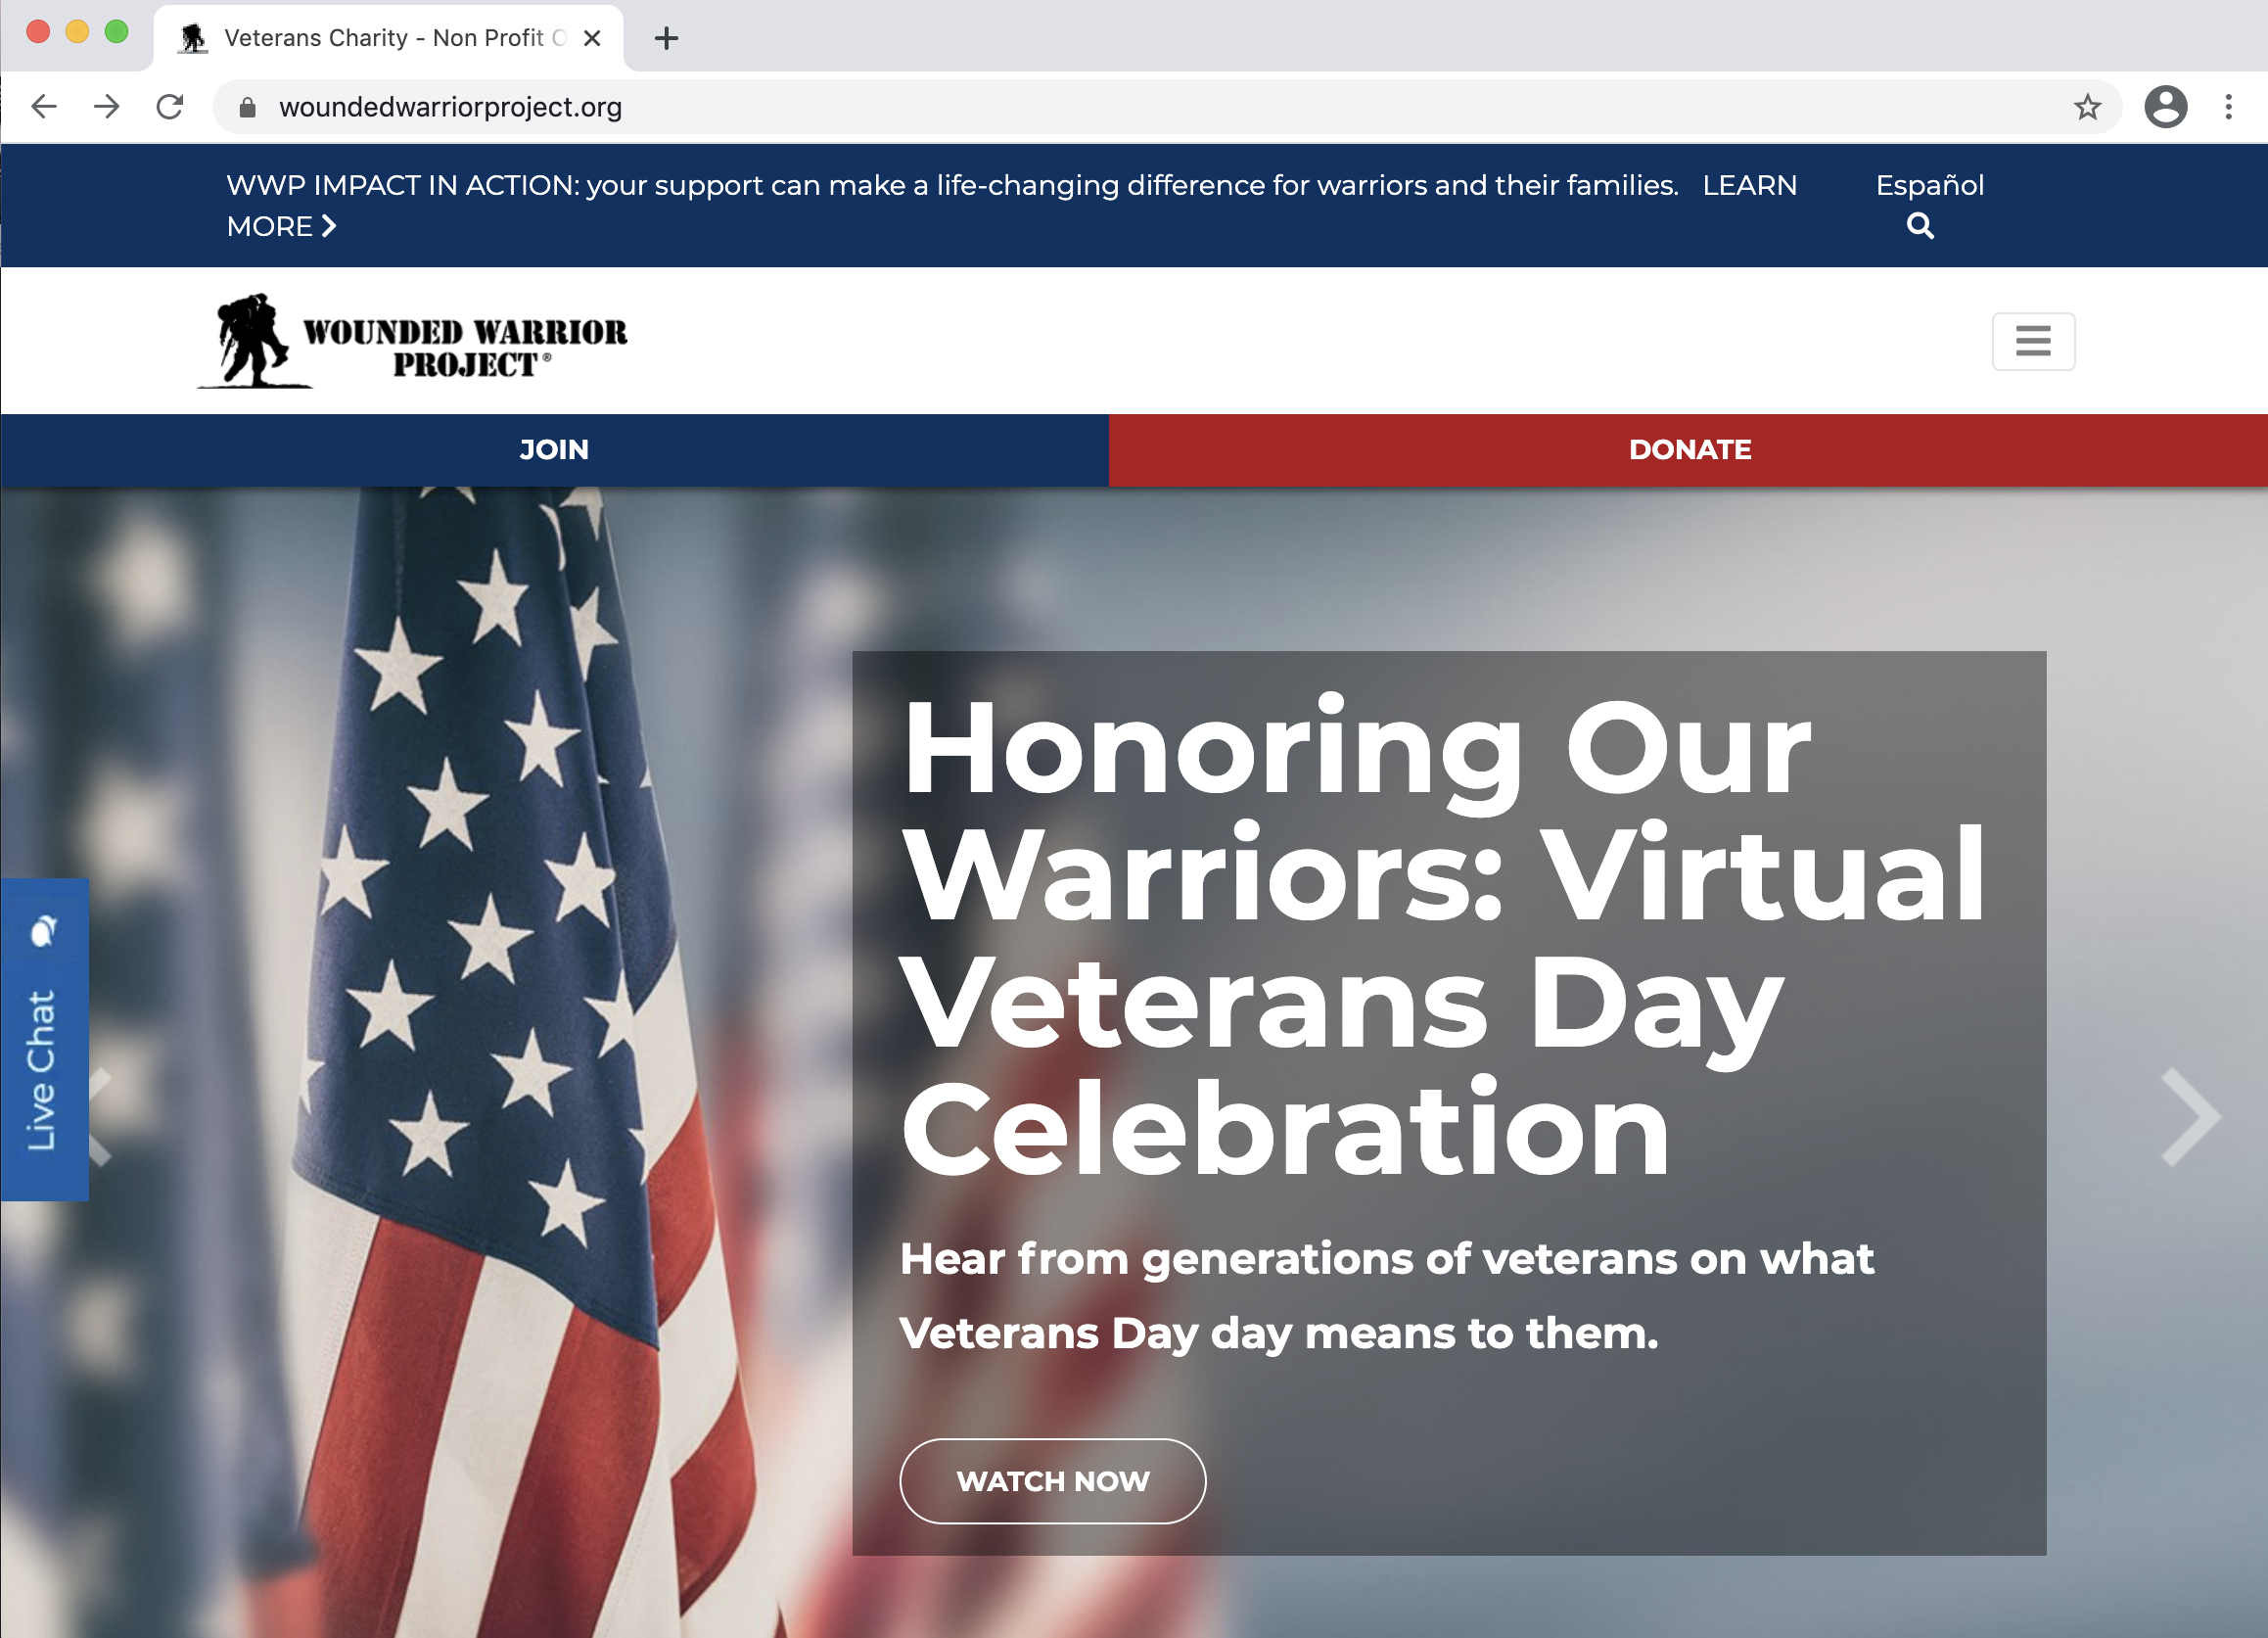 Veterans Charity - Non Profit
woundedwarriorproject.org
WWP IMPACT IN ACTION: your support can make a life-changing difference for warriors and their families. LEARN
MORE
Español
WOUNDED WARRIOR
PROJECT®
JOIN
DONATE
Honoring Our
Warriors: Virtual
Veterans Day
Celebration
Hear from generations of veterans on what
Veterans Day day means to them.
WATCH NOW
Live Chat